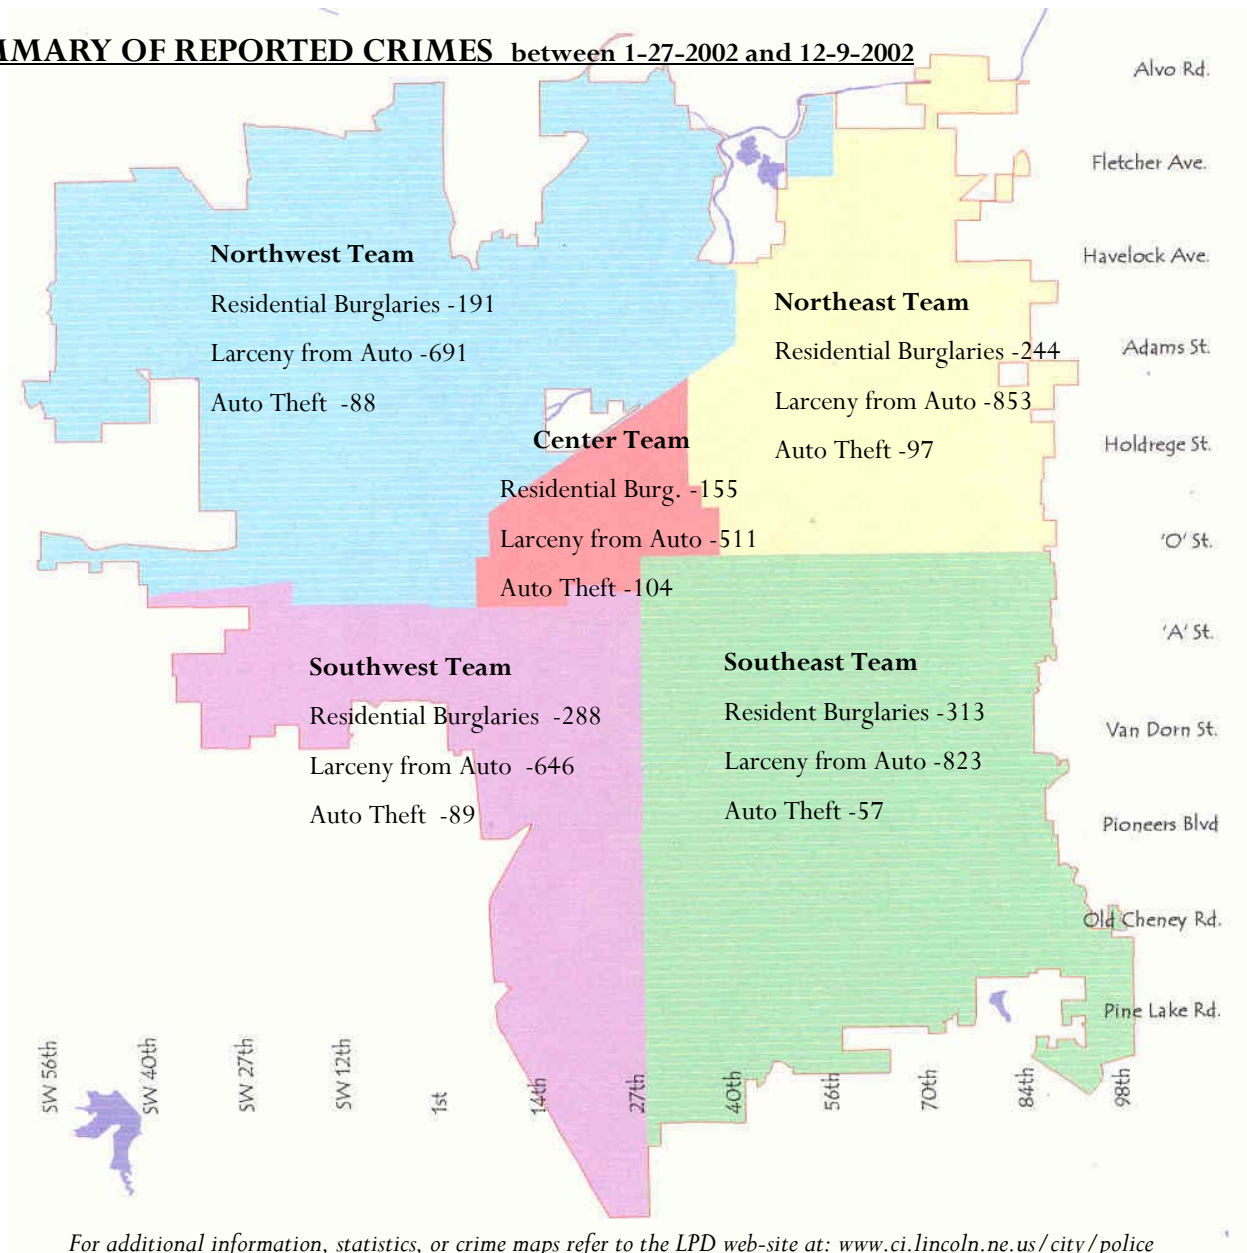 MMARY OF REPORTED CRIMES between 1-27-2002 and 12-9-2002
Alvo Rd.
Fletcher Ave.
Havelock Ave.
Adams St.
Holdrege St.
'O' St.
'A' St.
Van Dorn St.
Pioneers Blvd
Old Cheney Rd.
Pine Lake Rd.
Northwest Team
Residential Burglaries -191
Larceny from Auto -691
Auto Theft -88
Northeast Team
Residential Burglaries -244
Larceny from Auto -853
Auto Theft -97
Center Team
Residential Burg. -155
Larceny from Auto -511
Auto Theft -104
Southwest Team
Residential Burglaries -288
Larceny from Auto -646
Auto Theft -89
Southeast Team
Resident Burglaries -313
Larceny from Auto -823
Auto Theft -57
SW 56th
SW 40th
SW 27th
SW 12th
1st
14th
27th
40th
56th
70th
84th
98th
For additional information, statistics, or crime maps refer to the LPD web-site at: www.ci.lincoln.ne.us/city/police